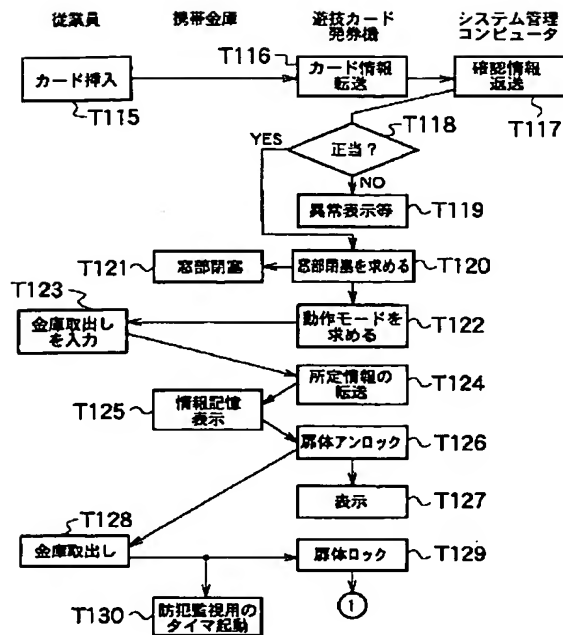 従業員
携帯金庫
遊技カード
発券機
システム管理
コンピュータ
T116
カード挿入
カード情報
転送
確認情報
返送
T115
T117
T118
YES
正当?
NO
異常表示等
T119
T121
窓部閉塞
窓部閉塞を求める
T120
T123
金庫取出し
を入力
動作モードを
求める
T122
所定情報の
転送
T124
T125
情報記憶
表示
扉体アンロック
T126
表示
T127
T128
金庫取出し
扉体ロック
T129
T130
防犯監視用の
タイマ起動
1